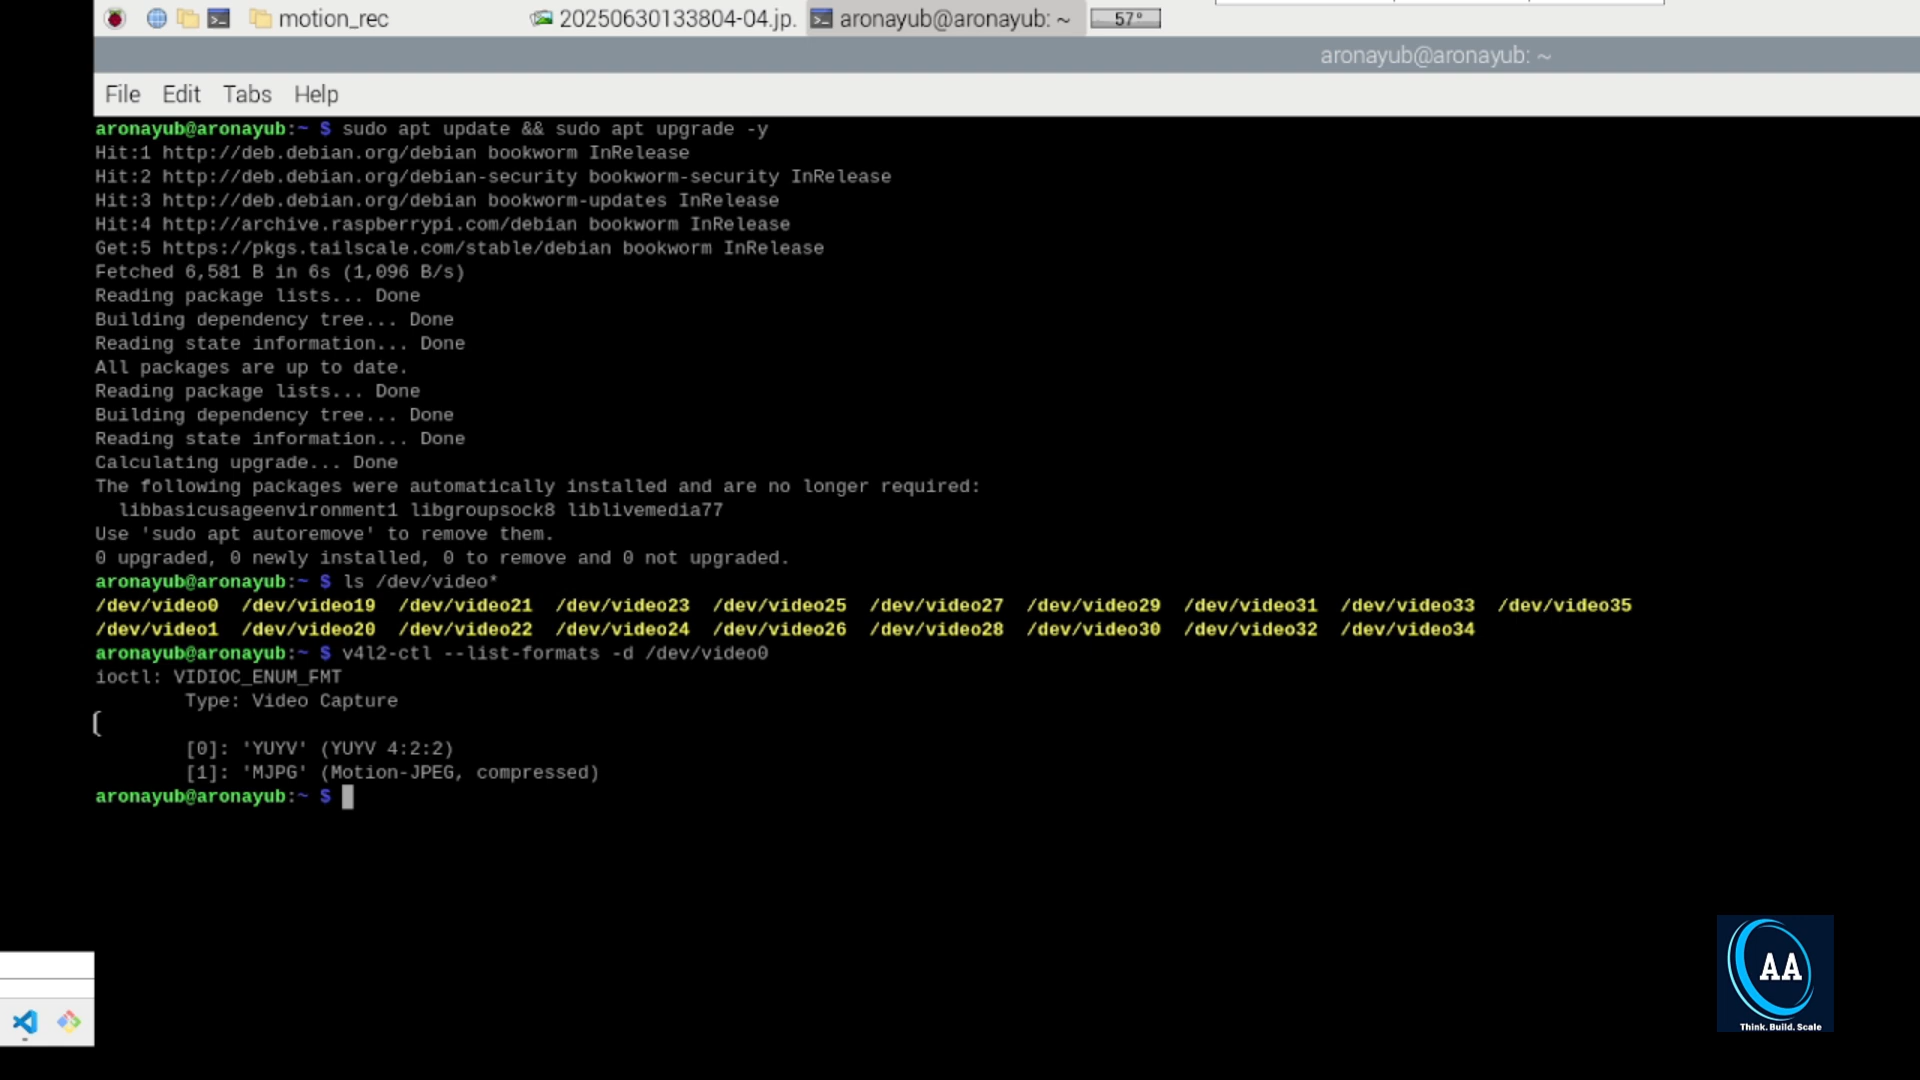 motion_rec 20250630133804-04.jp. aronayub@aronayub: ~ 57°
aronayub@aronayub: ~
File Edit Tabs Help
aronayub@aronayub:~ $ sudo apt update && sudo apt upgrade -y
Hit:1 http://deb.debian.org/debian bookworm InRelease
Hit:2 http://deb.debian.org/debian-security bookworm-security InRelease
Hit:3 http://deb.debian.org/debian bookworm-updates InRelease
Hit:4 http://archive.raspberrypi.com/debian bookworm InRelease
Get:5 https://pkgs.tailscale.com/stable/debian bookworm InRelease
Fetched 6,581 B in 6s (1,096 B/s)
Reading package lists... Done
Building dependency tree... Done
Reading state information... Done
All packages are up to date.
Reading package lists... Done
Building dependency tree... Done
Reading state information... Done
Calculating upgrade... Done
The following packages were automatically installed and are no longer required:
  libbasicusageenvironment1 libgroupsock8 liblivemedia77
Use 'sudo apt autoremove' to remove them.
0 upgraded, 0 newly installed, 0 to remove and 0 not upgraded.
aronayub@aronayub:~ $ ls /dev/video*
/dev/video0  /dev/video19  /dev/video21  /dev/video23  /dev/video25  /dev/video27  /dev/video29  /dev/video31  /dev/video33  /dev/video35
/dev/video1  /dev/video20  /dev/video22  /dev/video24  /dev/video26  /dev/video28  /dev/video30  /dev/video32  /dev/video34
aronayub@aronayub:~ $ v4l2-ctl --list-formats -d /dev/video0
ioctl: VIDIOC_ENUM_FMT
        Type: Video Capture
[
        [0]: 'YUYV' (YUYV 4:2:2)
        [1]: 'MJPG' (Motion-JPEG, compressed)
aronayub@aronayub:~ $
AA
Think. Build. Scale